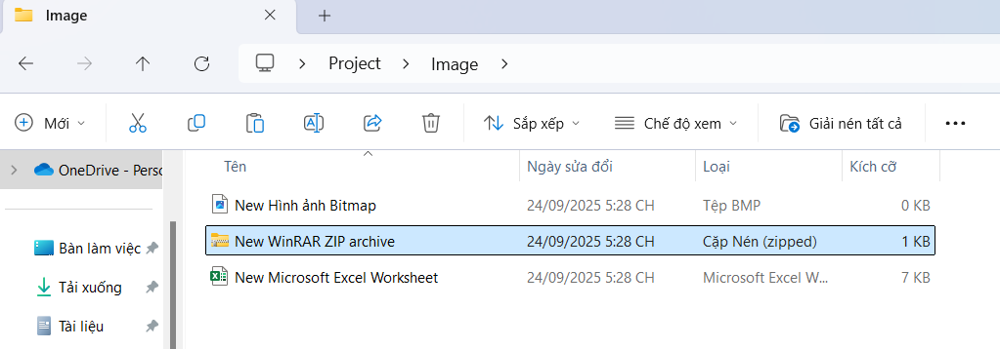 Image
Project > Image >
Mới Sắp xếp Chế độ xem Giải nén tất cả
OneDrive - Perso
Tên Ngày sửa đổi Loại Kích cỡ
New Hình ảnh Bitmap 24/09/2025 5:28 CH Tệp BMP 0 KB
New WinRAR ZIP archive 24/09/2025 5:28 CH Cặp Nén (zipped) 1 KB
New Microsoft Excel Worksheet 24/09/2025 5:28 CH Microsoft Excel W... 7 KB
Bàn làm việc
Tải xuống
Tài liệu